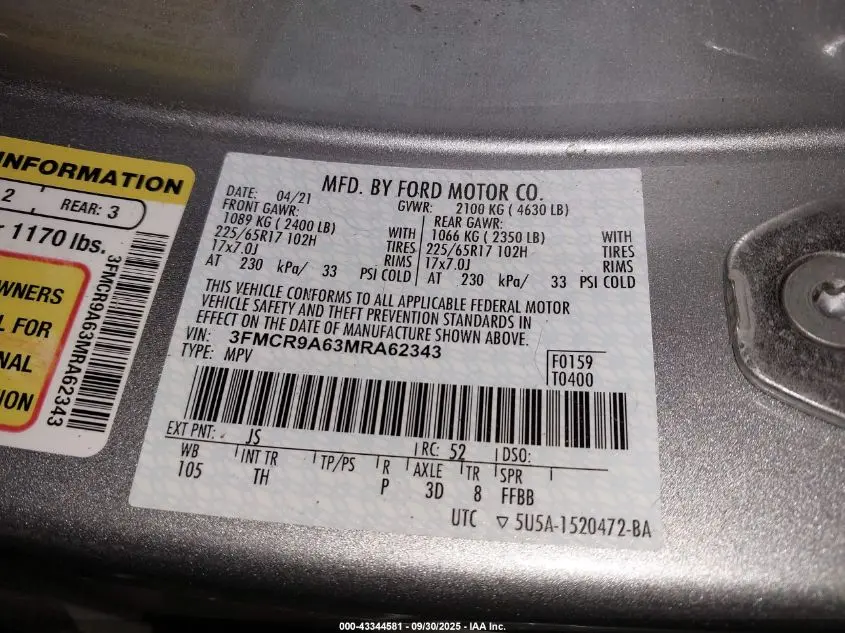 INFORMATION
2
REAR: 3
1170 lbs.
OWNERS
L FOR
NAL
ION
3FMCR9A63MRA62343
MFD. BY FORD MOTOR CO.
DATE: 04/21 GVWR: 2100 KG ( 4630 LB)
FRONT GAWR: REAR GAWR:
1089 KG ( 2400 LB) WITH 1066 KG ( 2350 LB) WITH
225/65R17 102H TIRES 225/65R17 102H TIRES
17x7.0J RIMS 17x7.0J RIMS
AT 230 kPa/ 33 PSI COLD AT 230 kPa/ 33 PSI COLD
THIS VEHICLE CONFORMS TO ALL APPLICABLE FEDERAL MOTOR
VEHICLE SAFETY AND THEFT PREVENTION STANDARDS IN
EFFECT ON THE DATE OF MANUFACTURE SHOWN ABOVE.
VIN: 3FMCR9A63MRA62343
TYPE: MPV
F0159
T0400
EXT PNT: JS RC: 52 DSO:
WB INT TR TP/PS R AXLE TR SPR
105 TH P 3D 8 FFBB
UTC ▽ 5U5A-1520472-BA
000-43344581 - 09/30/2025 - IAA Inc.